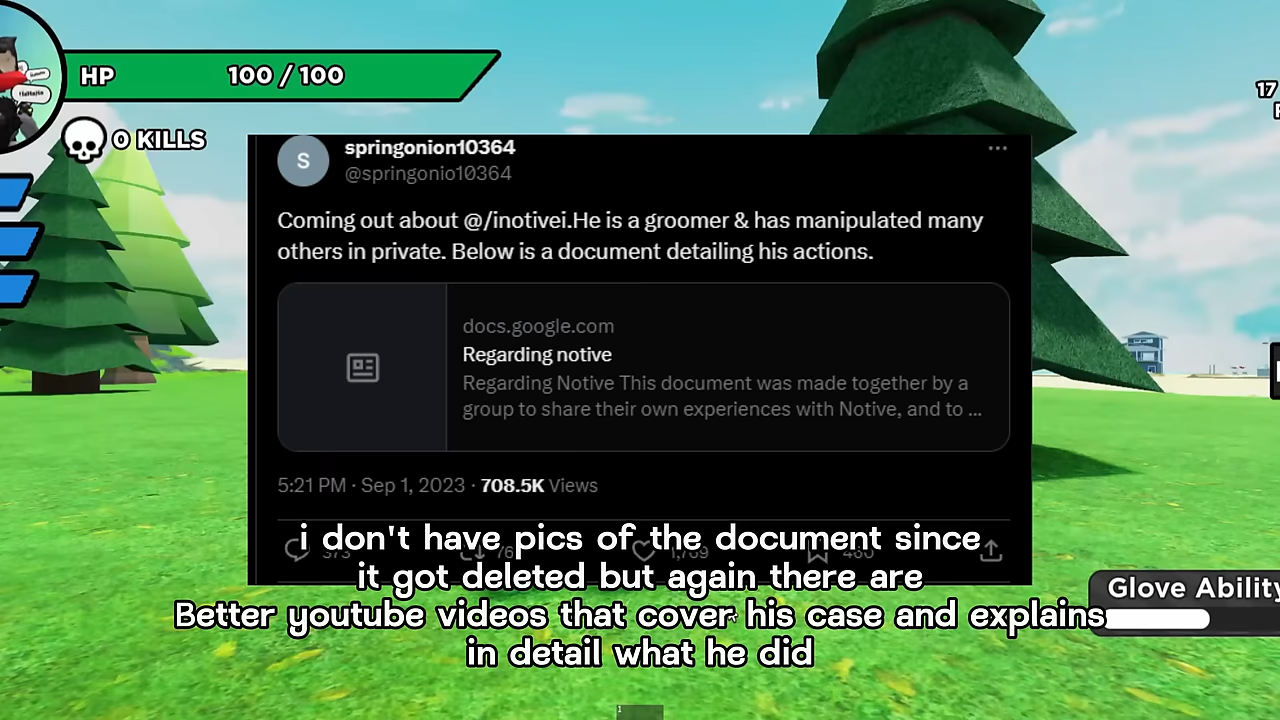 HP
100 / 100
17
0 KILLS
S
springonion10364
@springonio10364
Coming out about @/inotivei.He is a groomer & has manipulated many
others in private. Below is a document detailing his actions.
docs.google.com
Regarding notive
Regarding Notive This document was made together by a
group to share their own experiences with Notive, and to ...
5:21 PM · Sep 1, 2023 · 708.5K Views
i don't have pics of the document since
it got deleted but again there are
Better youtube videos that cover his case and explains
in detail what he did
Glove Ability
1